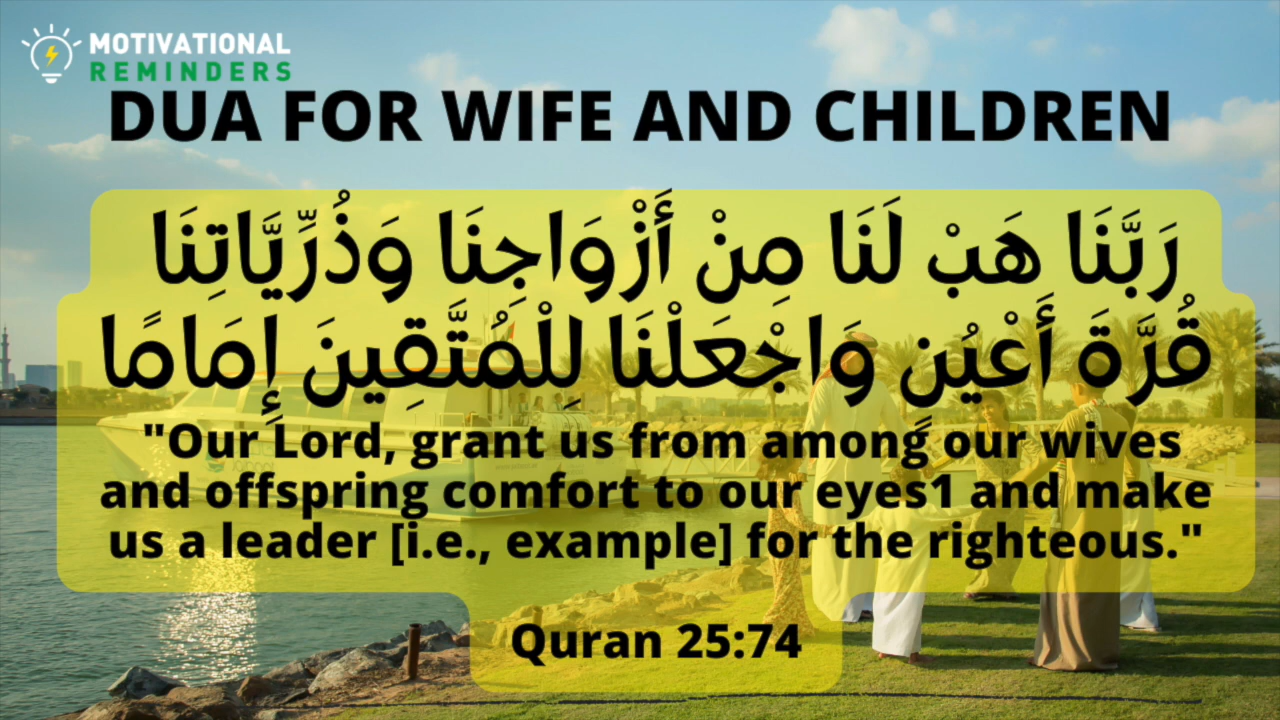 MOTIVATIONAL
REMINDERS
DUA FOR WIFE AND CHILDREN
رَبَّنَا هَبْ لَنَا مِنْ أَزْوَاجِنَا وَذُرِّيَّاتِنَا
قُرَّةَ أَعْيُنٍ وَاجْعَلْنَا لِلْمُتَّقِينَ إِمَامًا
"Our Lord, grant us from among our wives
and offspring comfort to our eyes1 and make
us a leader [i.e., example] for the righteous."
Quran 25:74